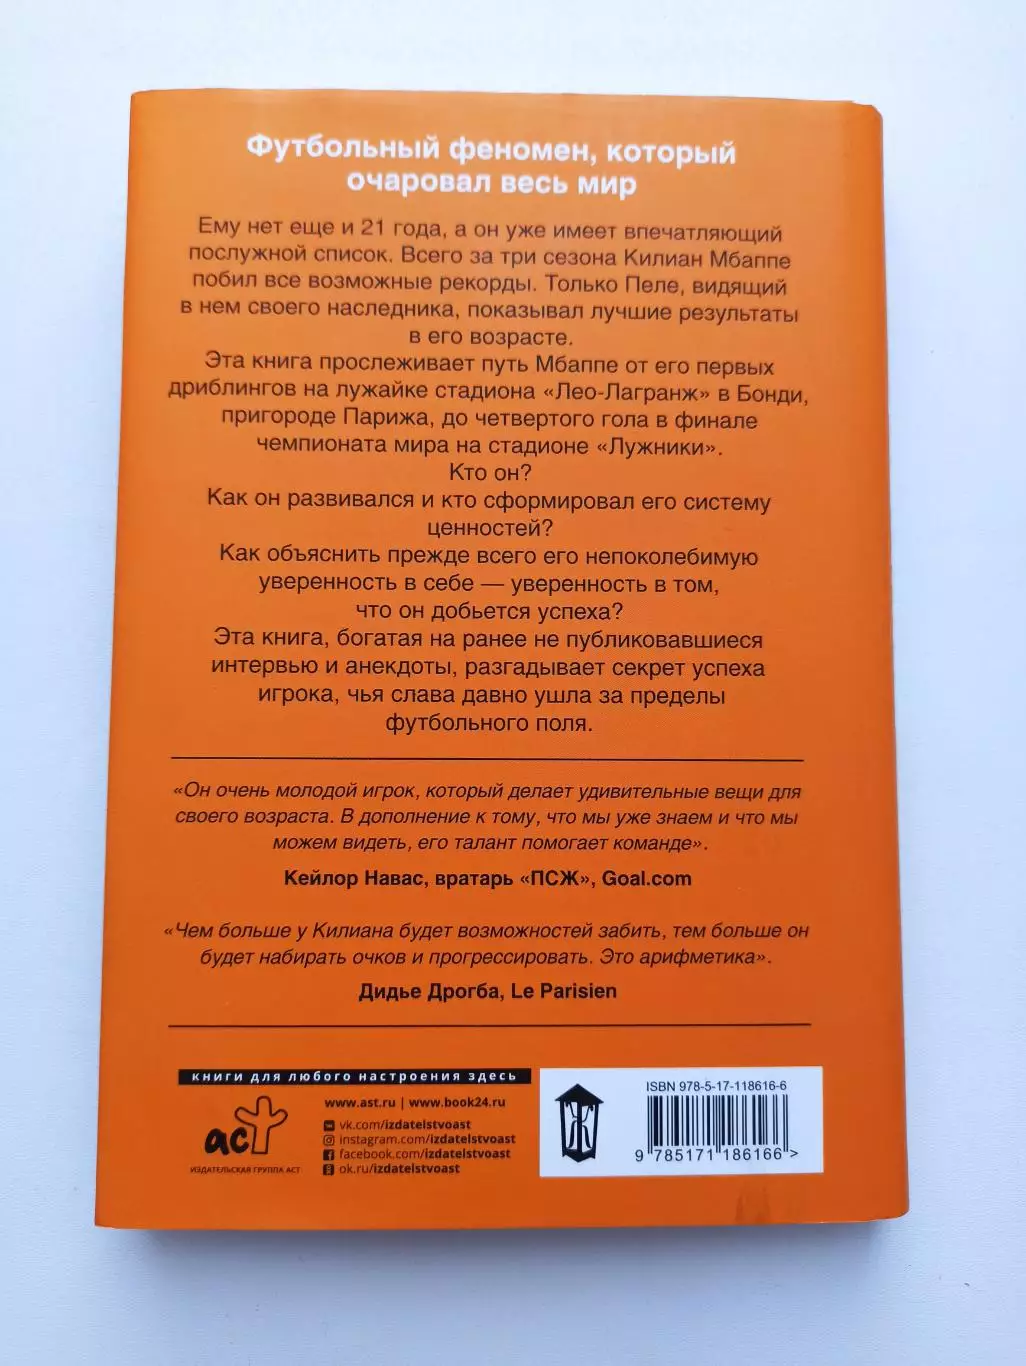 Футбольный феномен, который
очаровал весь мир
Ему нет еще и 21 года, а он уже имеет впечатляющий
послужной список. Всего за три сезона Килиан Мбаппе
побил все возможные рекорды. Только Пеле, видящий
в нем своего наследника, показывал лучшие результаты
в его возрасте.
Эта книга прослеживает путь Мбаппе от его первых
дриблингов на лужайке стадиона «Лео-Лагранж» в Бонди,
пригороде Парижа, до четвертого гола в финале
чемпионата мира на стадионе «Лужники».
Кто он?
Как он развивался и кто сформировал его систему
ценностей?
Как объяснить прежде всего его непоколебимую
уверенность в себе — уверенность в том,
что он добьется успеха?
Эта книга, богатая на ранее не публиковавшиеся
интервью и анекдоты, разгадывает секрет успеха
игрока, чья слава давно ушла за пределы
футбольного поля.
«Он очень молодой игрок, который делает удивительные вещи для
своего возраста. В дополнение к тому, что мы уже знаем и что мы
можем видеть, его талант помогает команде».
Кейлор Навас, вратарь «ПСЖ», Goal.com
«Чем больше у Килиана будет возможностей забить, тем больше он
будет набирать очков и прогрессировать. Это арифметика».
Дидье Дрогба, Le Parisien
книги для любого настроения здесь
аст
ИЗДАТЕЛЬСКАЯ ГРУППА АСТ
www.ast.ru | www.book24.ru
vk.com/izdatelstvoast
instagram.com/izdatelstvoast
facebook.com/izdatelstvoast
ok.ru/izdatelstvoast
ISBN 978-5-17-118616-6
9 785171 186166 >